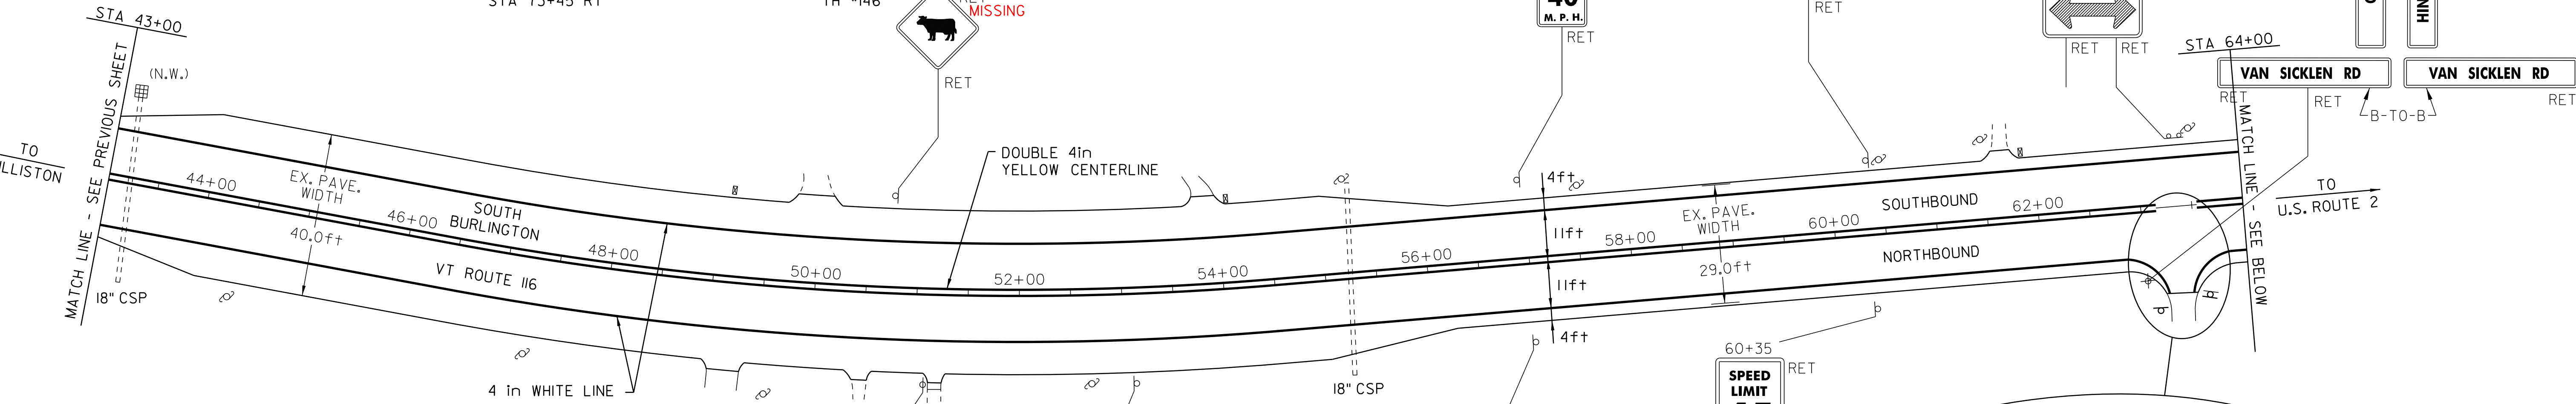 STA 43+00
MATCH LINE - SEE PREVIOUS SHEET
(N.W.)
TO
18" CSP
44+00
EX. PAVE.
WIDTH
40.0ft
46+00
SOUTH
BURLINGTON
VT ROUTE 116
48+00
4 in WHITE LINE
STA 73+45 RT
MISSING
RET
DOUBLE 4in
YELLOW CENTERLINE
50+00
52+00
54+00
18" CSP
56+00
M. P. H.
RET
4ft
11ft
11ft
4ft
58+00
EX. PAVE.
WIDTH
29.0ft
60+00
RET
60+35
SPEED
LIMIT
RET
SOUTHBOUND
NORTHBOUND
62+00
RET
RET
STA 64+00
VAN SICKLEN RD
VAN SICKLEN RD
RET
RET
RET
B-TO-B
MATCH LINE - SEE BELOW
TO
U.S. ROUTE 2